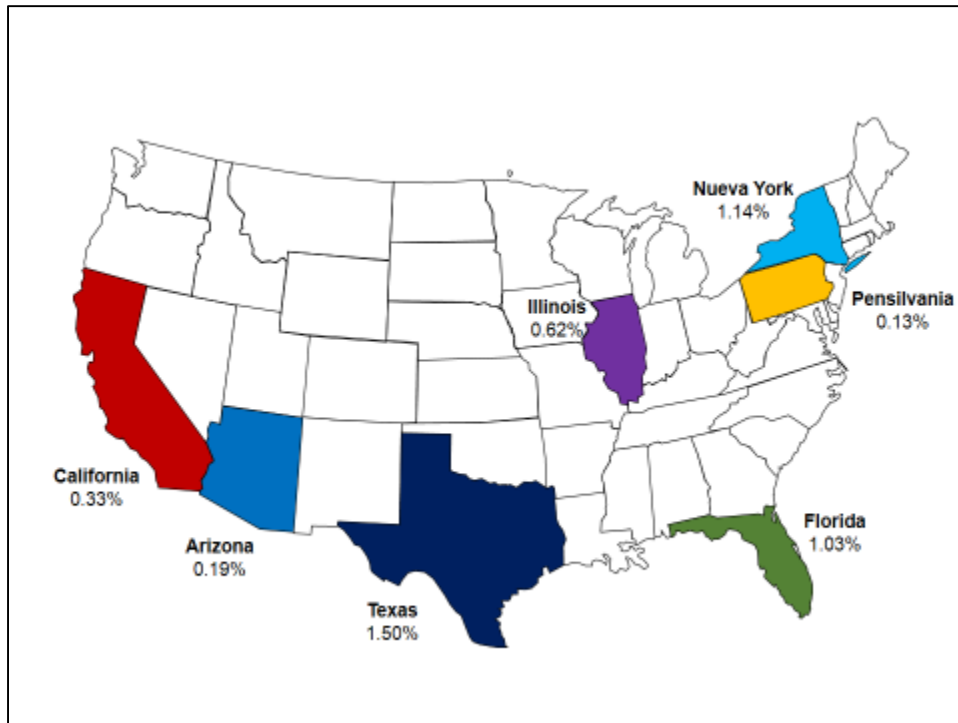 Nueva York
1.14%
Illinois
0.62%
Pensilvania
0.13%
California
0.33%
Arizona
0.19%
Florida
1.03%
Texas
1.50%